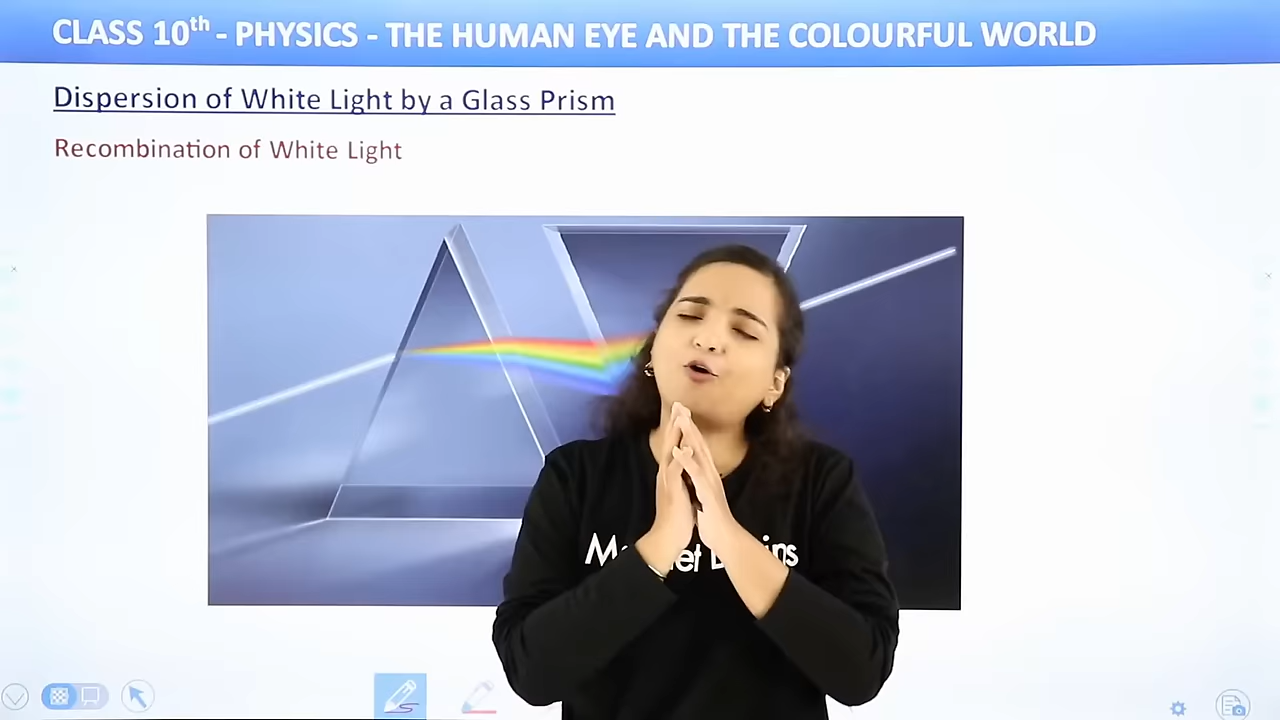 CLASS 10th - PHYSICS - THE HUMAN EYE AND THE COLOURFUL WORLD
Dispersion of White Light by a Glass Prism
Recombination of White Light